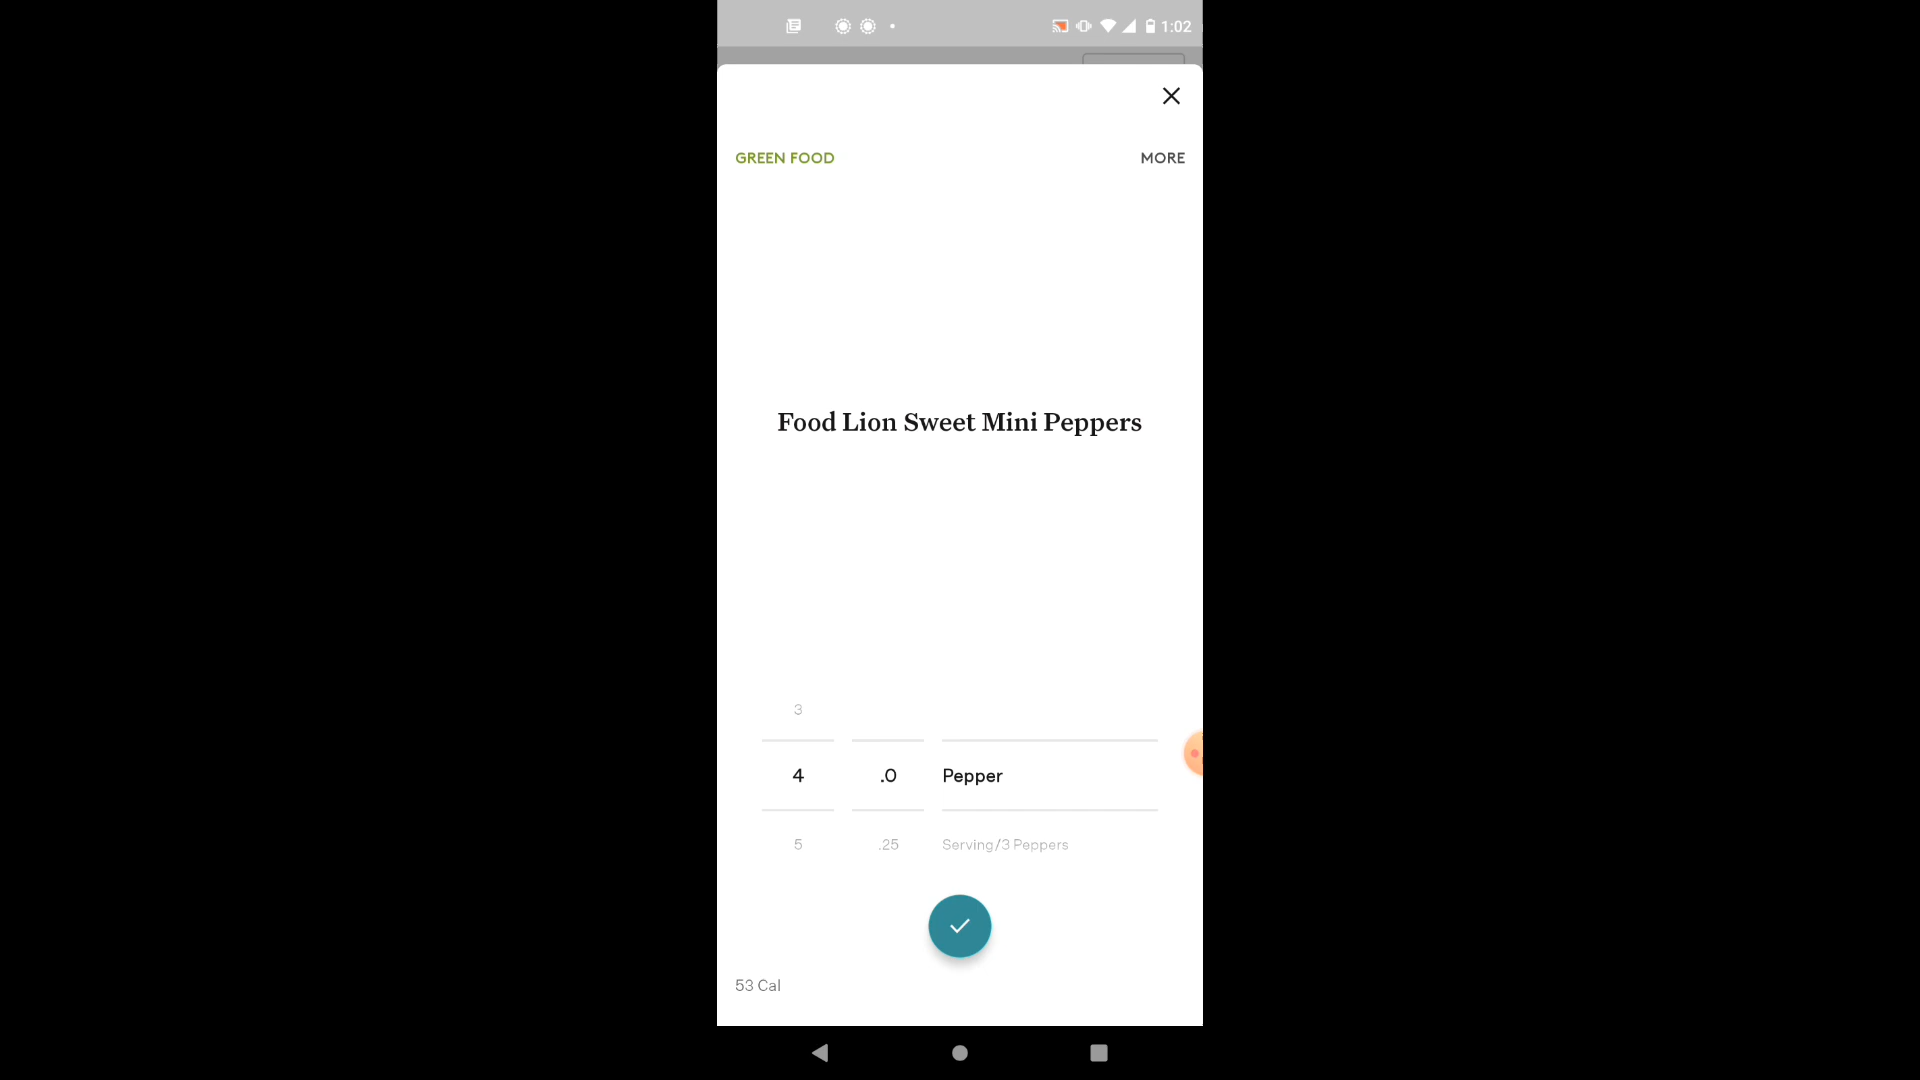 1:02
GREEN FOOD
MORE
Food Lion Sweet Mini Peppers
3
4 .0 Pepper
5 .25 Serving/3 Peppers
53 Cal